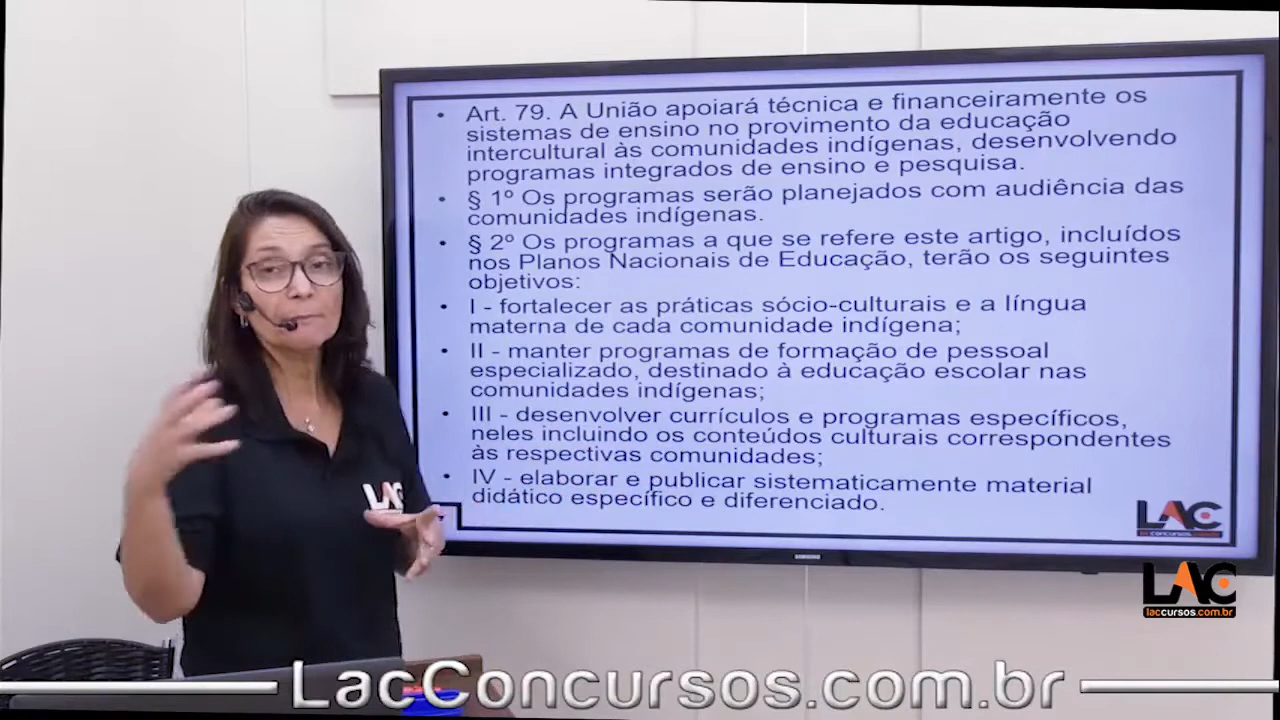 Art. 79. A União apoiará técnica e financeiramente os
sistemas de ensino no provimento da educação
intercultural às comunidades indígenas, desenvolvendo
programas integrados de ensino e pesquisa.
§ 1º Os programas serão planejados com audiência das
comunidades indígenas.
§ 2º Os programas a que se refere este artigo, incluídos
nos Planos Nacionais de Educação, terão os seguintes
objetivos:
I - fortalecer as práticas sócio-culturais e a língua
materna de cada comunidade indígena;
II - manter programas de formação de pessoal
especializado, destinado à educação escolar nas
comunidades indígenas;
III - desenvolver currículos e programas específicos,
neles incluindo os conteúdos culturais correspondentes
às respectivas comunidades;
IV - elaborar e publicar sistematicamente material
didático específico e diferenciado.
LAC
LAC
SAMSUNG
LAC
laccursos.com.br
LacConcursos.com.br